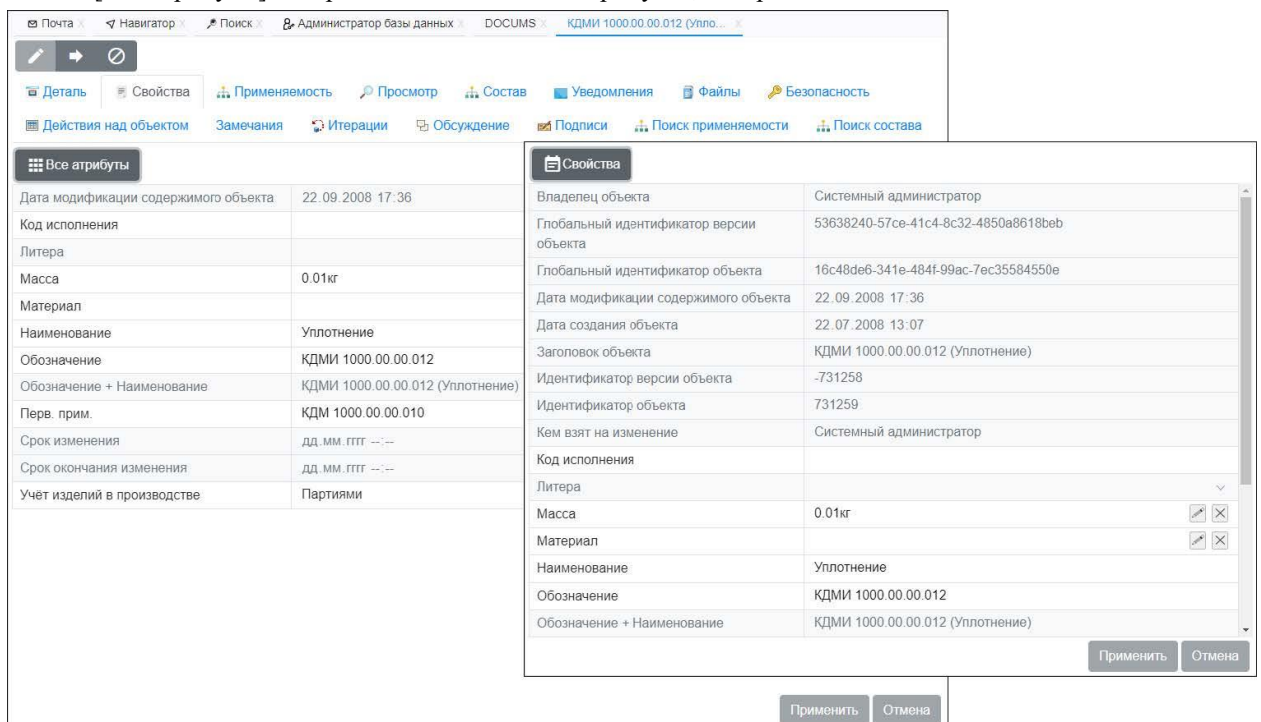 Почта Навигатор Поиск Администратор базы данных DOCUMS КДМИ 1000.00.00.012 (Упло...
Деталь Свойства Применяемость Просмотр Состав Уведомления Файлы Безопасность
Действия над объектом Замечания Итерации Обсуждение Подписи Поиск применяемости Поиск состава
Все атрибуты
Дата модификации содержимого объекта 22.09.2008 17:36
Код исполнения
Литера
Масса 0.01кг
Материал
Наименование Уплотнение
Обозначение КДМИ 1000.00.00.012
Обозначение + Наименование КДМИ 1000.00.00.012 (Уплотнение)
Перв. прим. КДМ 1000.00.00.010
Срок изменения дд.мм.гггг --:--
Срок окончания изменения дд.мм.гггг --:--
Учёт изделий в производстве Партиями
Применить Отмена
Свойства
Владелец объекта Системный администратор
Глобальный идентификатор версии 53638240-57ce-41c4-8c32-4850a8618beb
объекта
Глобальный идентификатор объекта 16c48de6-341e-484f-99ac-7ec35584550e
Дата модификации содержимого объекта 22.09.2008 17:36
Дата создания объекта 22.07.2008 13:07
Заголовок объекта КДМИ 1000.00.00.012 (Уплотнение)
Идентификатор версии объекта -731258
Идентификатор объекта 731259
Кем взят на изменение Системный администратор
Код исполнения
Литера
Масса 0.01кг
Материал
Наименование Уплотнение
Обозначение КДМИ 1000.00.00.012
Обозначение + Наименование КДМИ 1000.00.00.012 (Уплотнение)
Применить Отмена